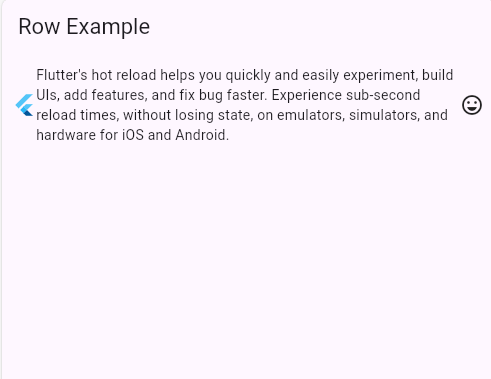 Row Example
Flutter's hot reload helps you quickly and easily experiment, build
UIs, add features, and fix bug faster. Experience sub-second
reload times, without losing state, on emulators, simulators, and
hardware for iOS and Android.